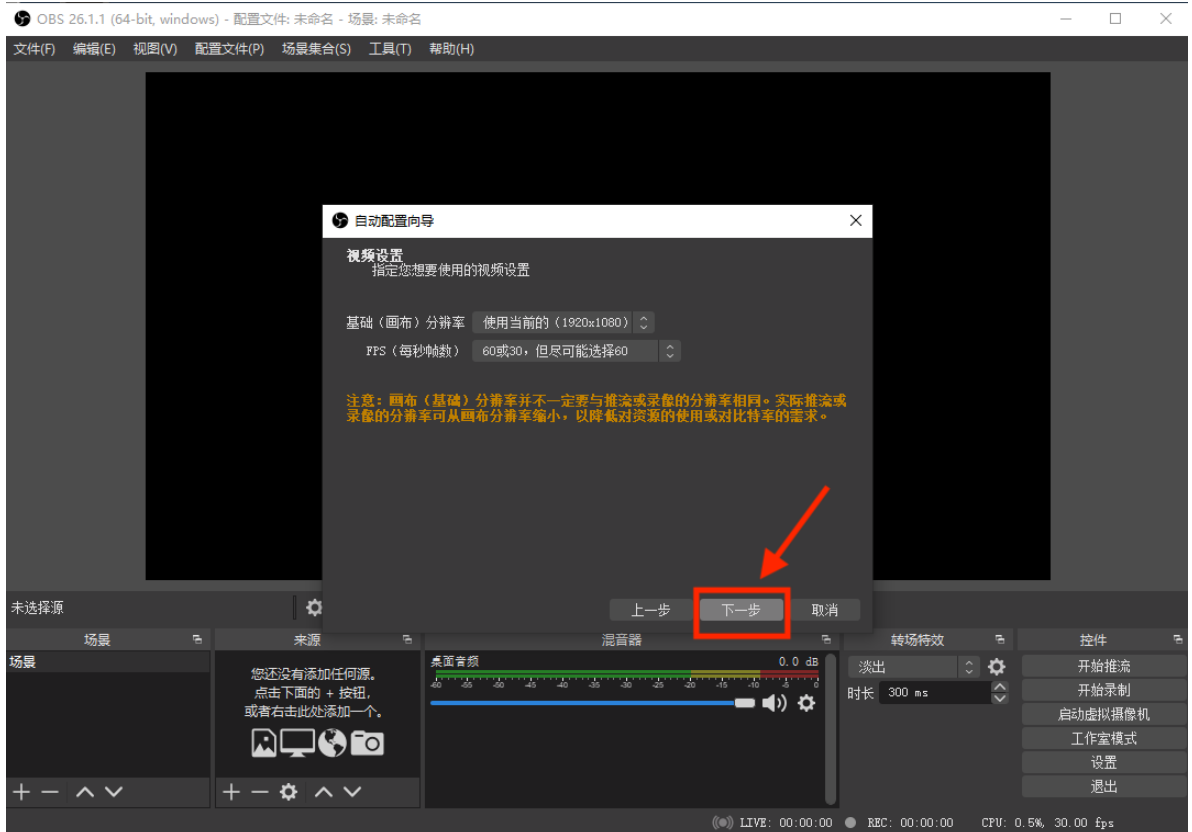 OBS 26.1.1 (64-bit, windows) - 配置文件: 未命名 - 场景: 未命名
文件(F) 编辑(E) 视图(V) 配置文件(P) 场景集合(S) 工具(T) 帮助(H)
自动配置向导
视频设置
指定您想要使用的视频设置
基础（画布）分辨率 使用当前的（1920x1080）
FPS（每秒帧数） 60或30，但尽可能选择60
注意：画布（基础）分辨率并不一定要与推流或录像的分辨率相同。实际推流或
录像的分辨率可从画布分辨率缩小，以降低对资源的使用或对比特率的需求。
上一步 下一步 取消
未选择源
场景 来源 混音器 转场特效 控件
场景
您还没有添加任何源。
点击下面的 + 按钮,
或者右击此处添加一个。
桌面音频 0.0 dB
-60 -55 -50 -45 -40 -35 -30 -25 -20 -15 -10 -5 0
淡出
时长 300 ms
开始推流
开始录制
启动虚拟摄像机
工作室模式
设置
退出
LIVE: 00:00:00 REC: 00:00:00 CPU: 0.5%, 30.00 fps